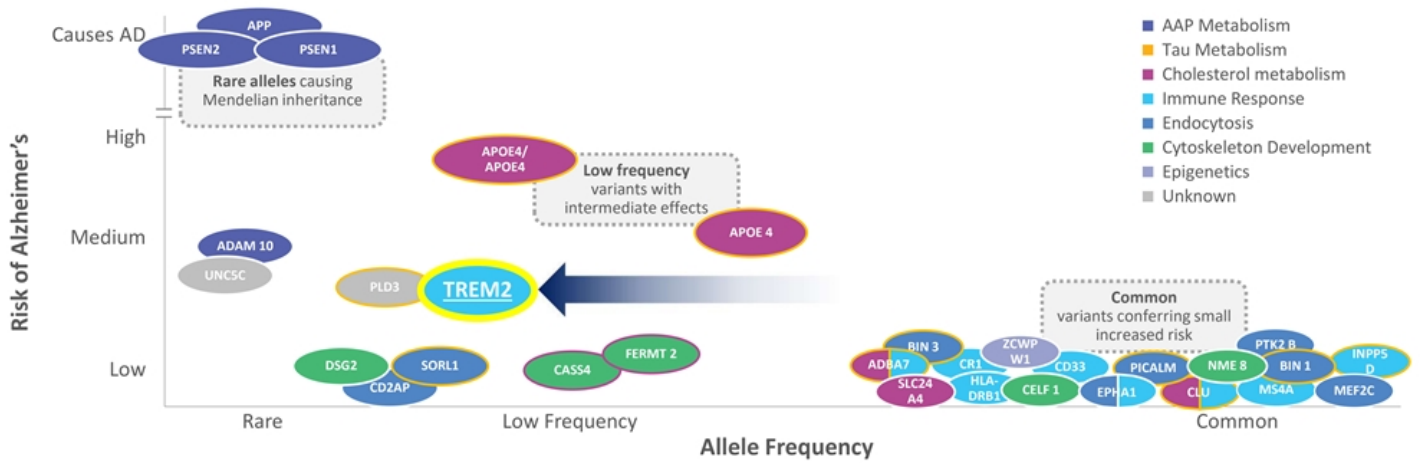 Causes AD
High
Medium
Low
Risk of Alzheimer's
APP
PSEN2
PSEN1
Rare alleles causing
Mendelian inheritance
APOE4/
APOE4
Low frequency
variants with
intermediate effects
APOE 4
ADAM 10
UNC5C
PLD3
TREM2
DSG2
CD2AP
SORL1
CASS4
FERMT 2
Common
variants conferring small
increased risk
BIN 3
ADBA7
SLC24
A4
CR1
HLA-
DRB1
ZCWP
W1
CELF 1
CD33
EPHA1
PICALM
CLU
NME 8
MS4A
PTK2 B
BIN 1
INPP5
D
MEF2C
AAP Metabolism
Tau Metabolism
Cholesterol metabolism
Immune Response
Endocytosis
Cytoskeleton Development
Epigenetics
Unknown
Rare
Low Frequency
Common
Allele Frequency